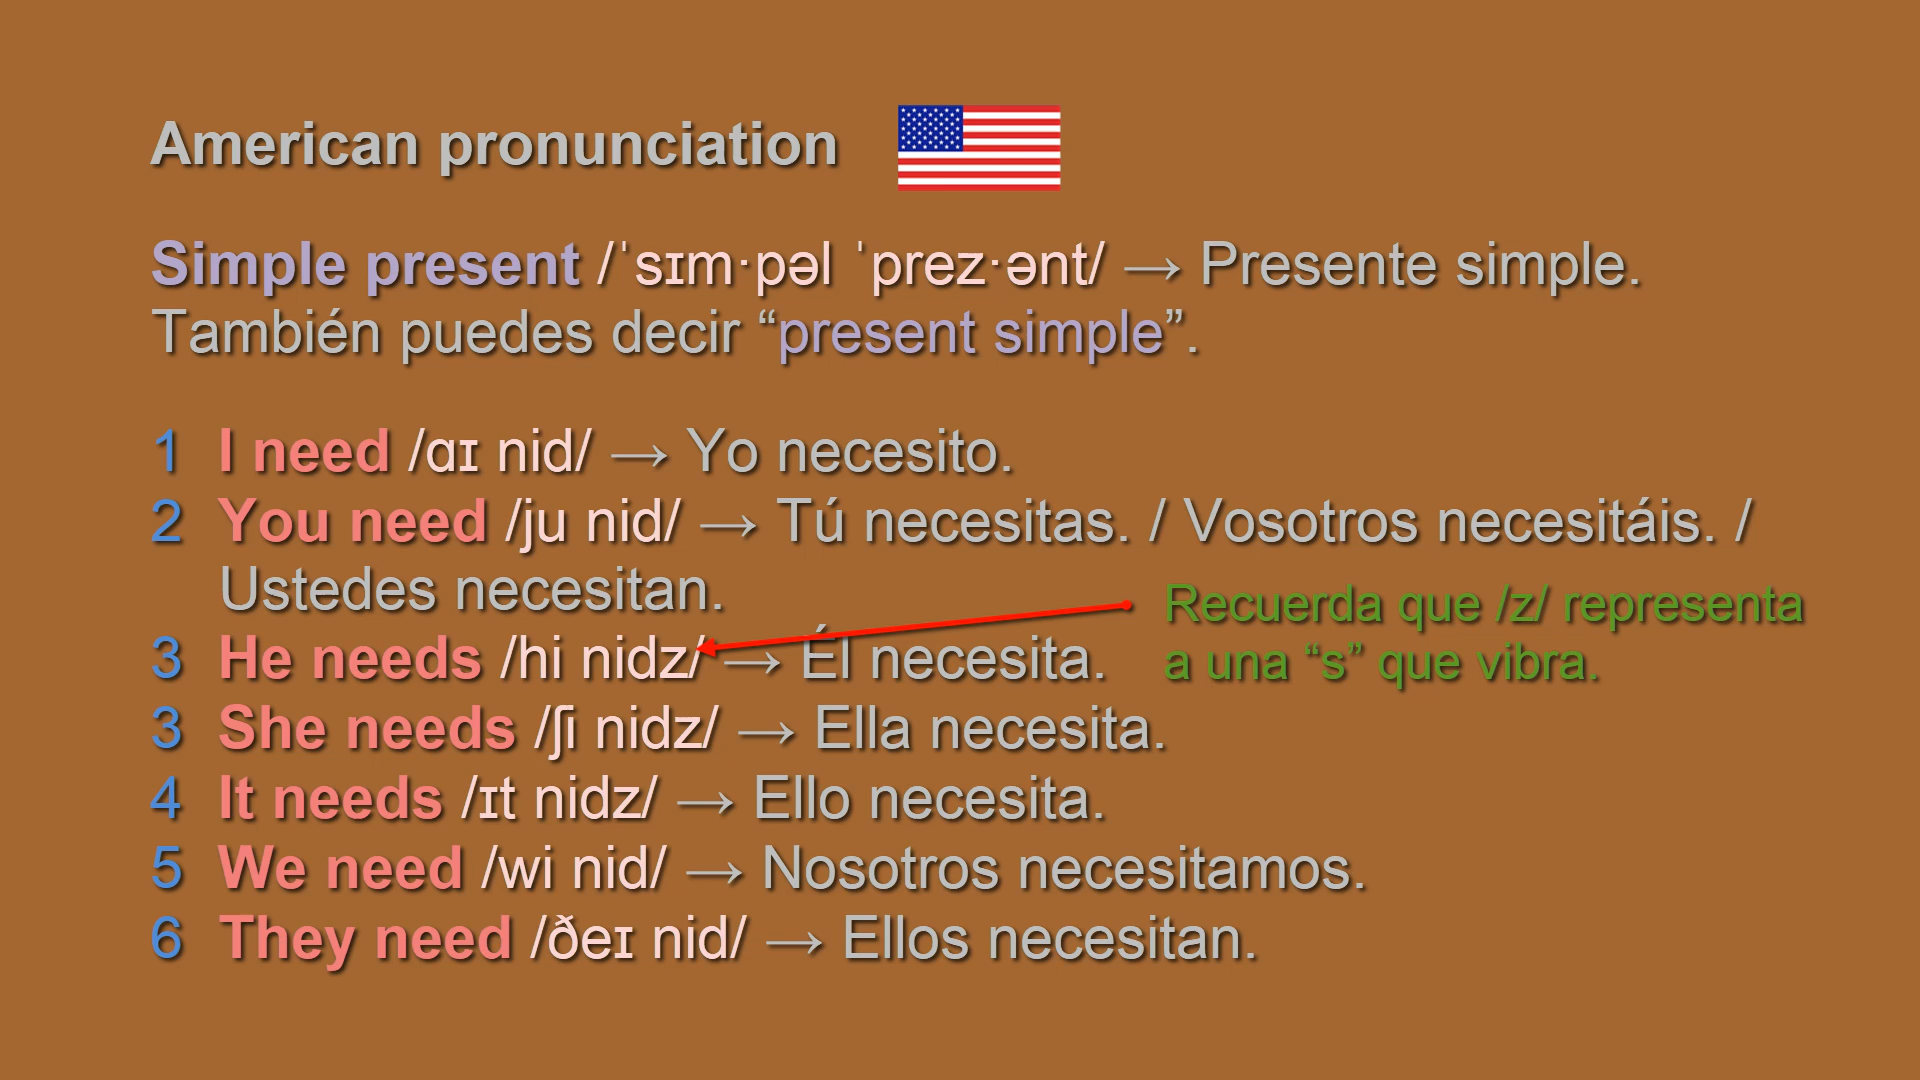 American pronunciation
Simple present /ˈsɪm·pəl ˈprez·ənt/ → Presente simple.
También puedes decir “present simple”.
1 I need /ɑɪ nid/ → Yo necesito.
2 You need /ju nid/ → Tú necesitas. / Vosotros necesitáis. /
Ustedes necesitan.
3 He needs /hi nidz/ → Él necesita.
Recuerda que /z/ representa
a una “s” que vibra.
3 She needs /ʃi nidz/ → Ella necesita.
4 It needs /ɪt nidz/ → Ello necesita.
5 We need /wi nid/ → Nosotros necesitamos.
6 They need /ðeɪ nid/ → Ellos necesitan.